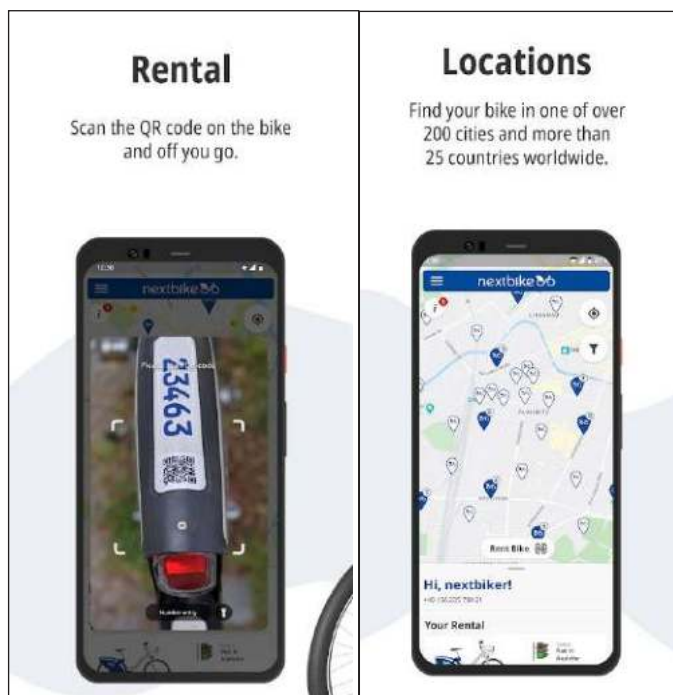 Rental
Scan the QR code on the bike
and off you go.
nextbike
23463
Locations
Find your bike in one of over
200 cities and more than
25 countries worldwide.
nextbike
Rent Bike
Hi, nextbiker!
Your Rental